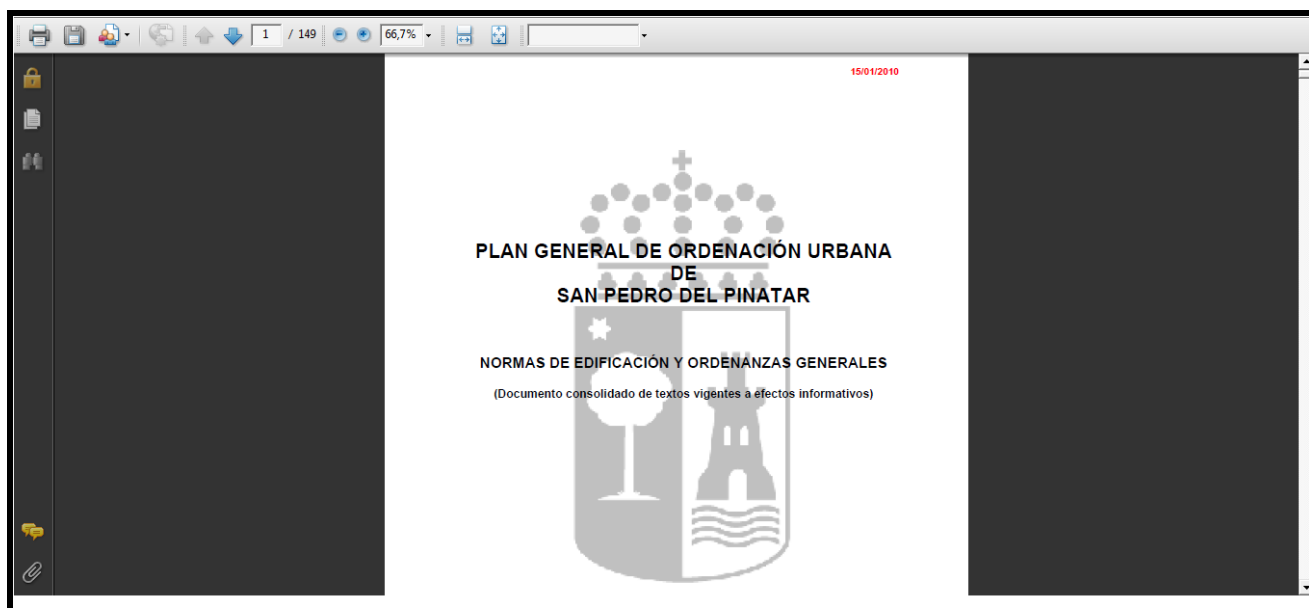 1 / 149 66,7%
15/01/2010
PLAN GENERAL DE ORDENACIÓN URBANA
DE
SAN PEDRO DEL PINATAR
NORMAS DE EDIFICACIÓN Y ORDENANZAS GENERALES
(Documento consolidado de textos vigentes a efectos informativos)